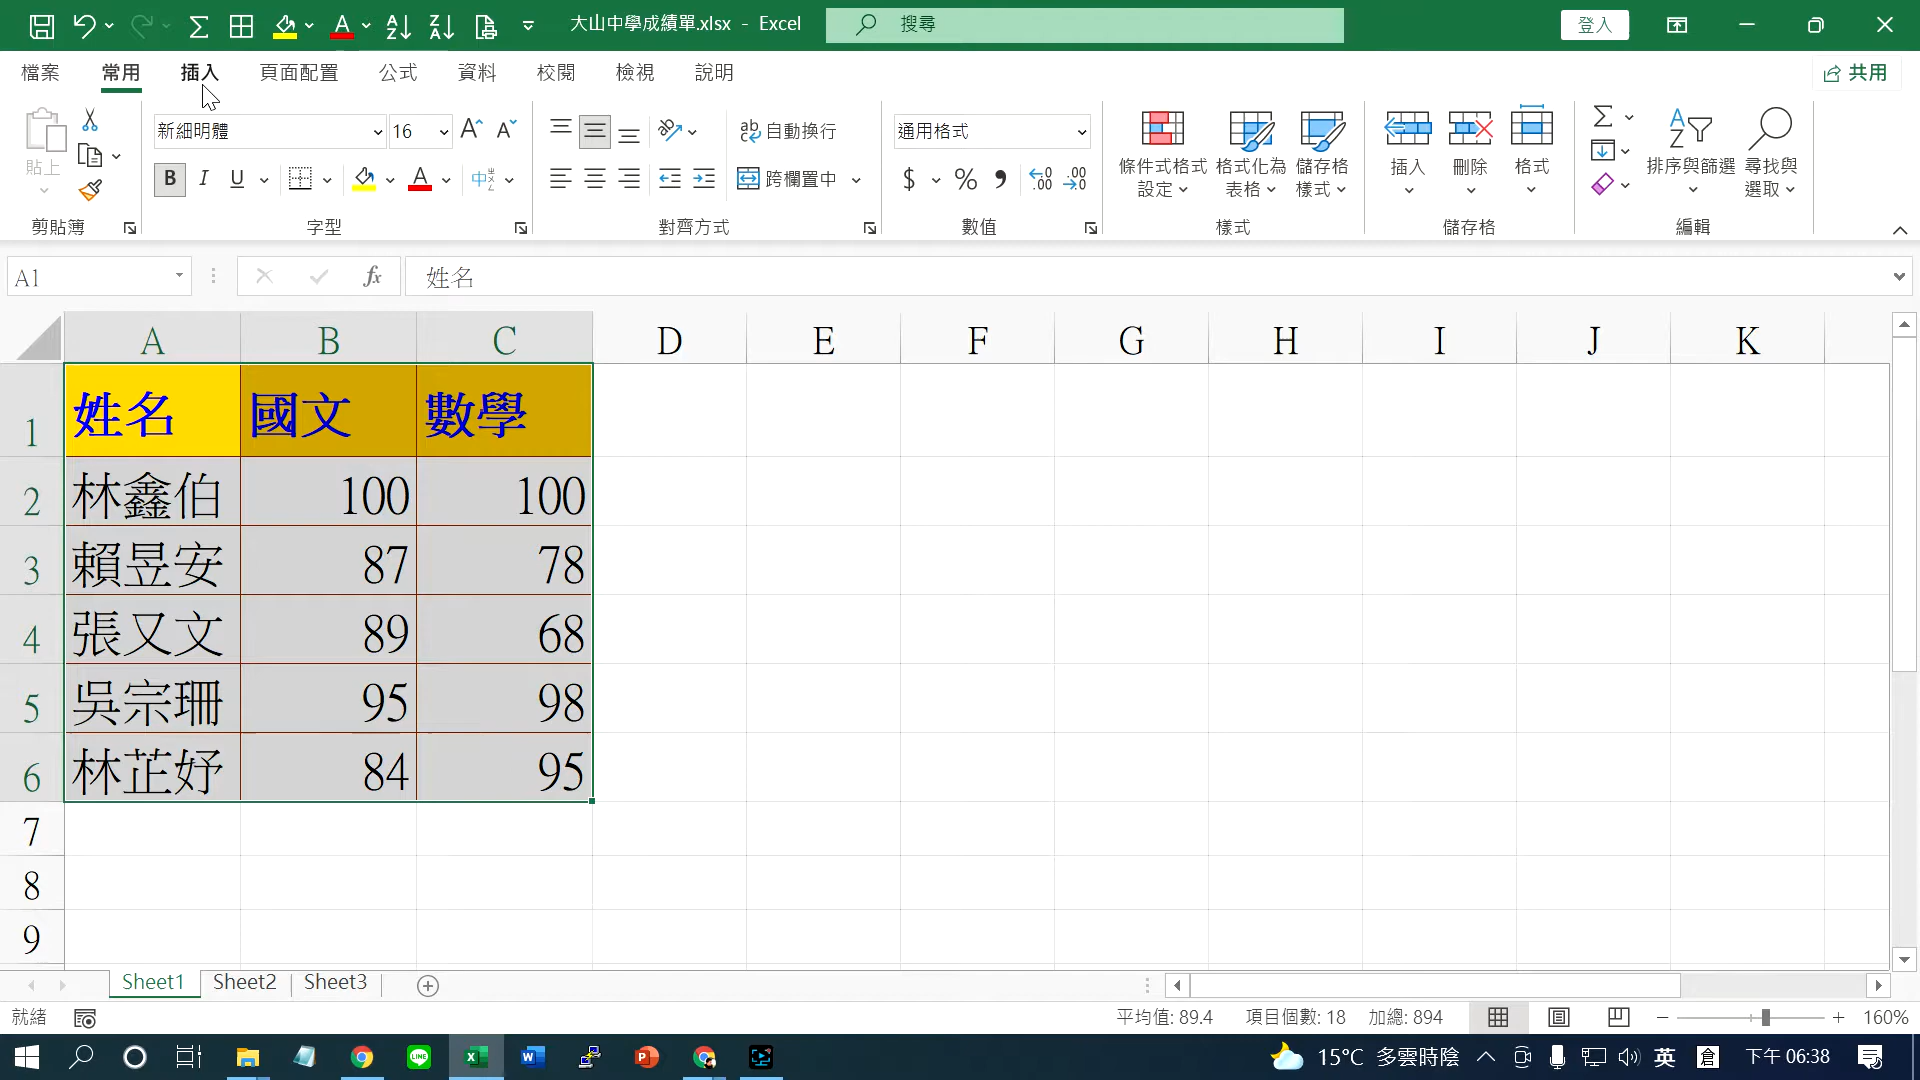 大山中學成績單.xlsx - Excel
搜尋
登入
檔案 常用 插入 頁面配置 公式 資料 校閱 檢視 說明
共用
貼上
新細明體 16
B I U
自動換行
跨欄置中
通用格式
$ % , .00
條件式格式
設定
格式化為
表格
儲存格
樣式
插入
刪除
格式
排序與篩選
尋找與
選取
剪貼簿 字型 對齊方式 數值 樣式 儲存格 編輯
A1 fx 姓名
A B C D E F G H I J K
1 姓名 國文 數學
2 林鑫伯 100 100
3 賴昱安 87 78
4 張又文 89 68
5 吳宗珊 95 98
6 林芷妤 84 95
7
8
9
Sheet1 Sheet2 Sheet3
就緒 平均值: 89.4 項目個數: 18 加總: 894 160%
15°C 多雲時陰 英 倉 下午 06:38